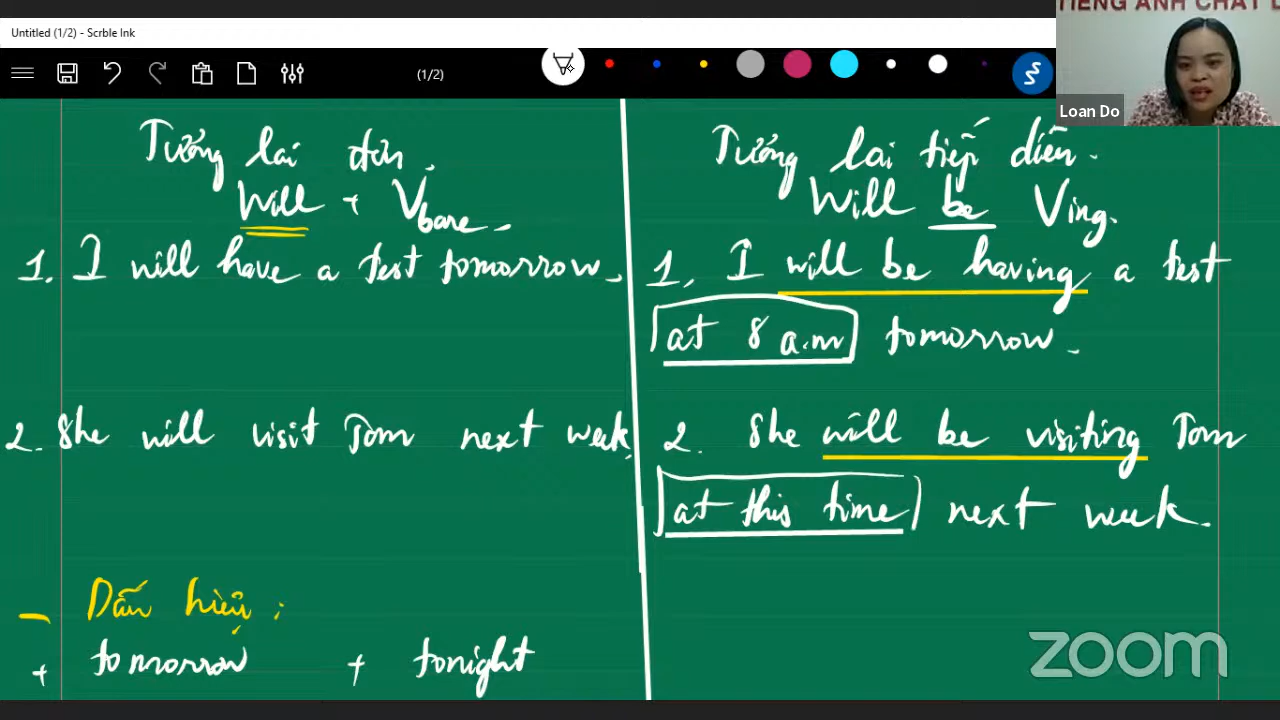 TIẾNG ANH CHẤT L
Untitled (1/2) - Scrble Ink
(1/2)
Loan Do
Tương lai đơn.
Will + Vbare.
1. I will have a test tomorrow.
2. She will visit Tom next week.
- Dấu hiệu :
+ tomorrow + tonight
Tương lai tiếp diễn.
Will be Ving.
1. I will be having a test
at 8 a.m tomorrow.
2. She will be visiting Tom
at this time next week.
zoom